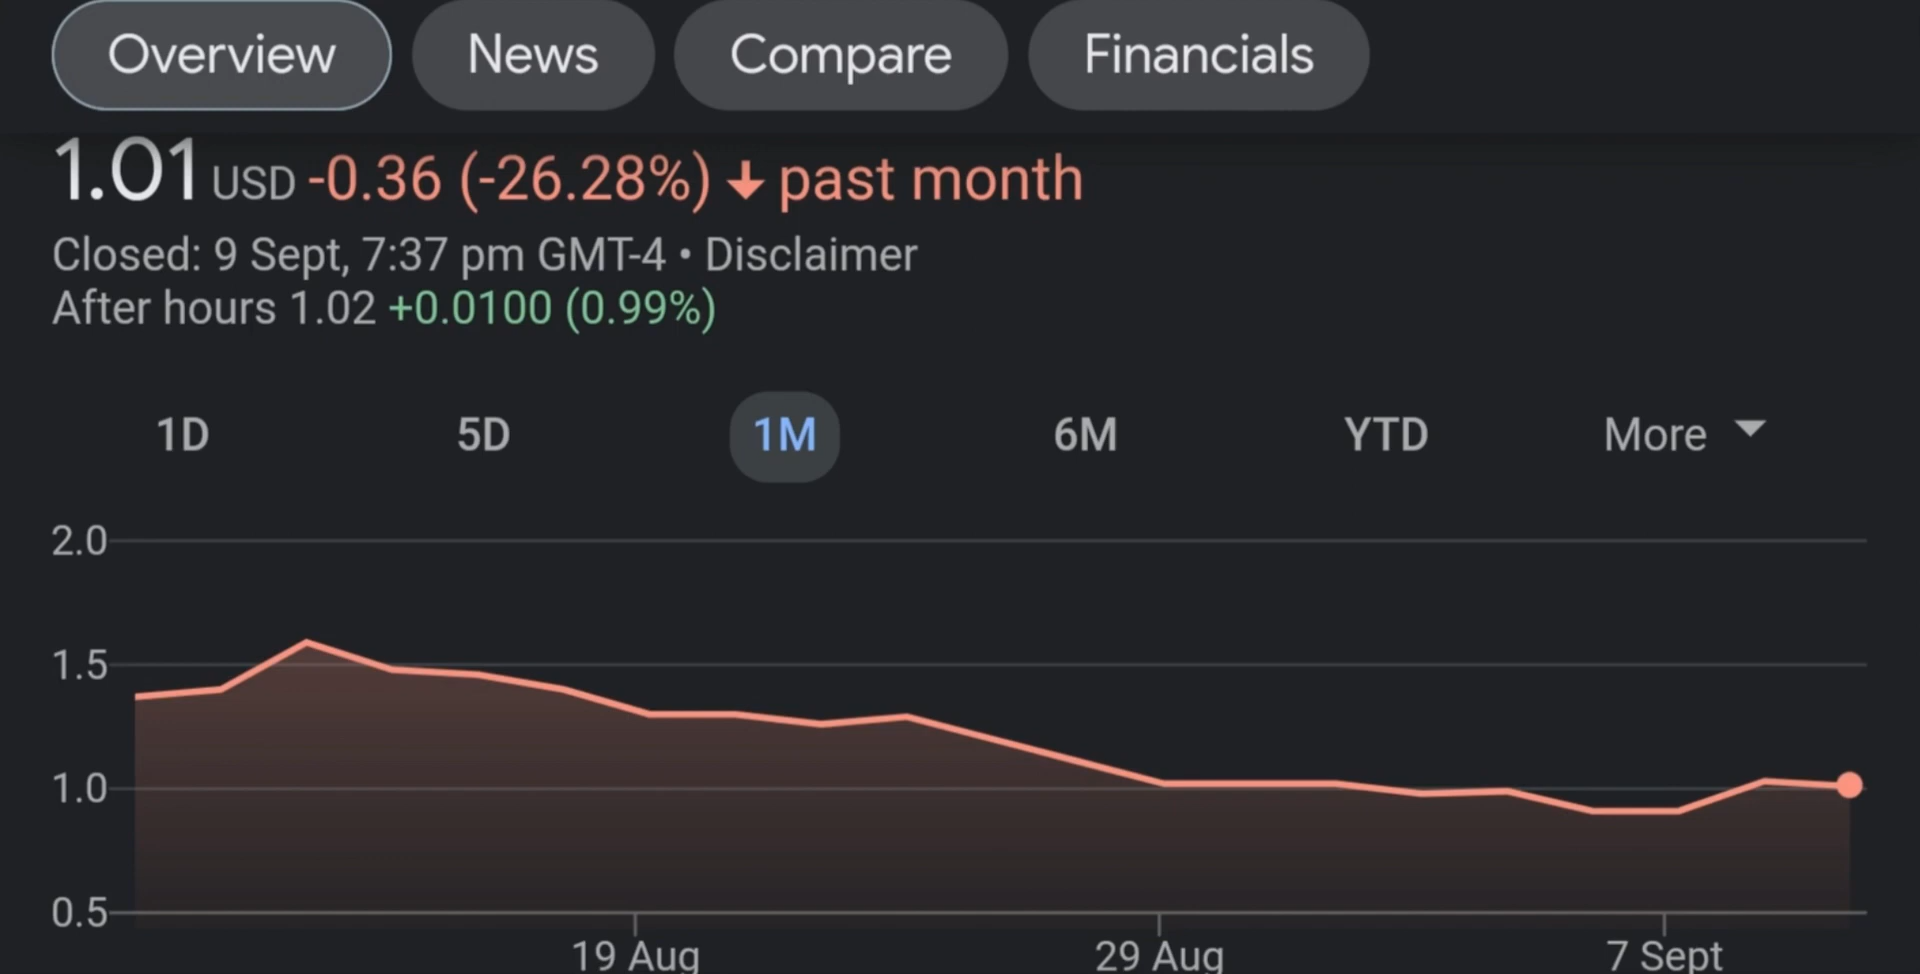 Overview News Compare Financials
1.01 USD -0.36 (-26.28%) ↓ past month
Closed: 9 Sept, 7:37 pm GMT-4 • Disclaimer
After hours 1.02 +0.0100 (0.99%)
1D 5D 1M 6M YTD More
2.0
1.5
1.0
0.5
19 Aug 29 Aug 7 Sept